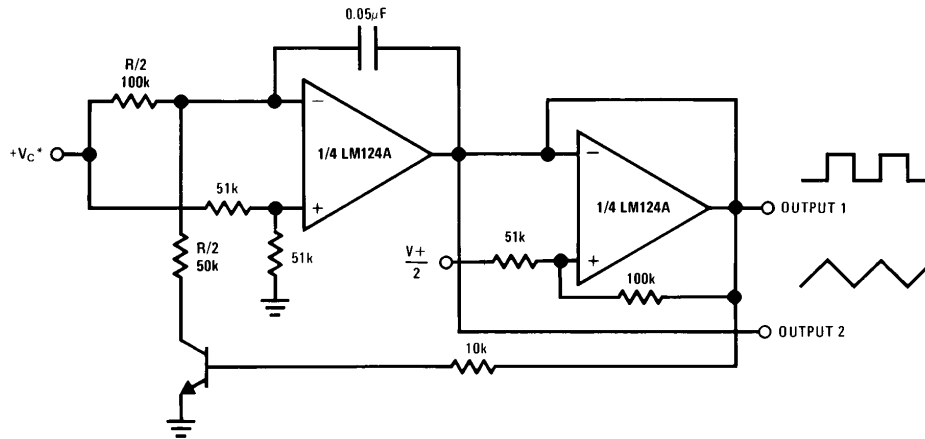 0.05μF
R/2
100k
+VC*
1/4 LM124A
51k
51k
R/2
50k
1/4 LM124A
V+
2
51k
100k
OUTPUT 1
OUTPUT 2
10k